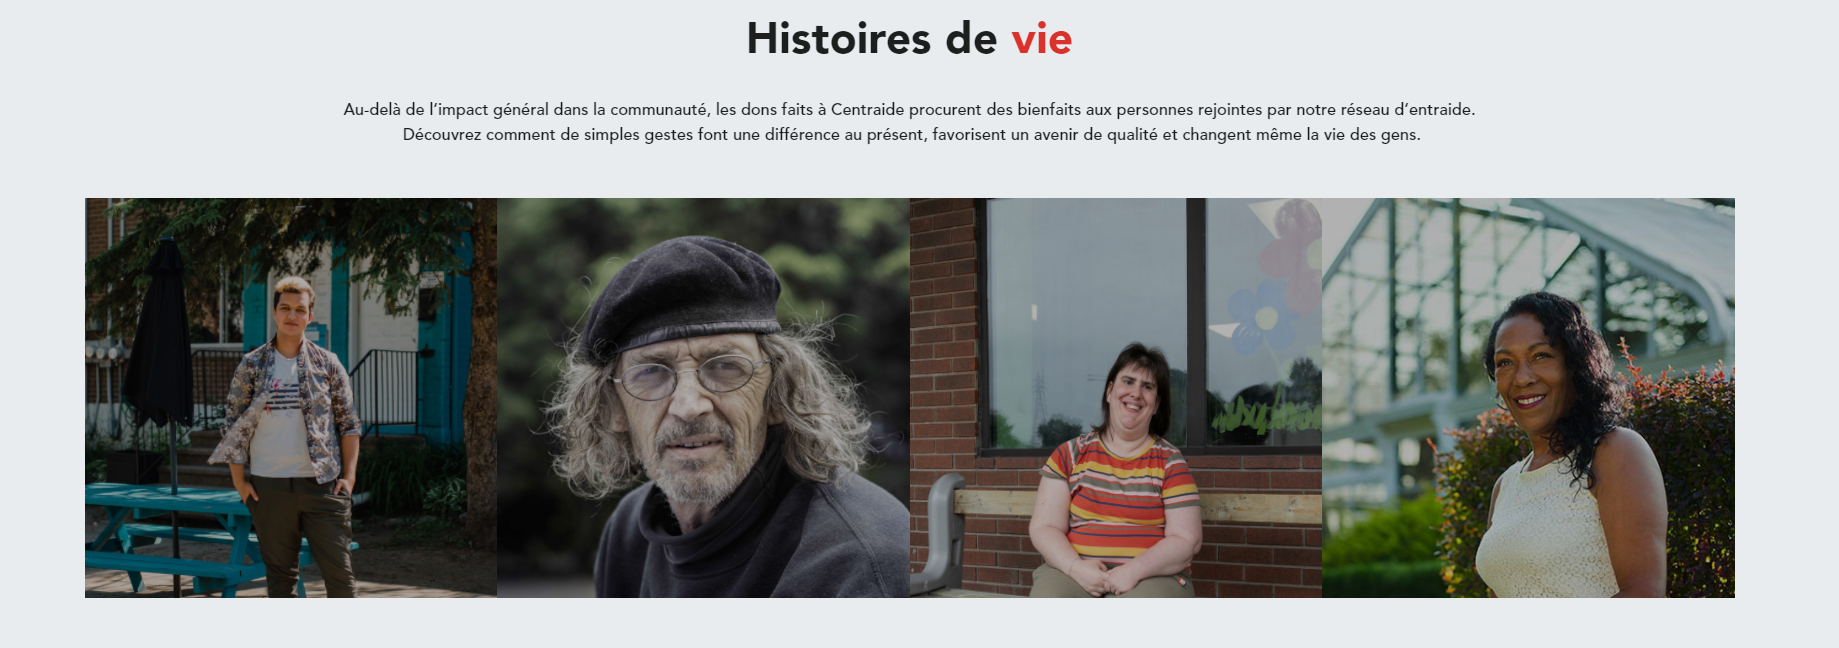 Histoires de vie
Au-delà de l’impact général dans la communauté, les dons faits à Centraide procurent des bienfaits aux personnes rejointes par notre réseau d’entraide.
Découvrez comment de simples gestes font une différence au présent, favorisent un avenir de qualité et changent même la vie des gens.